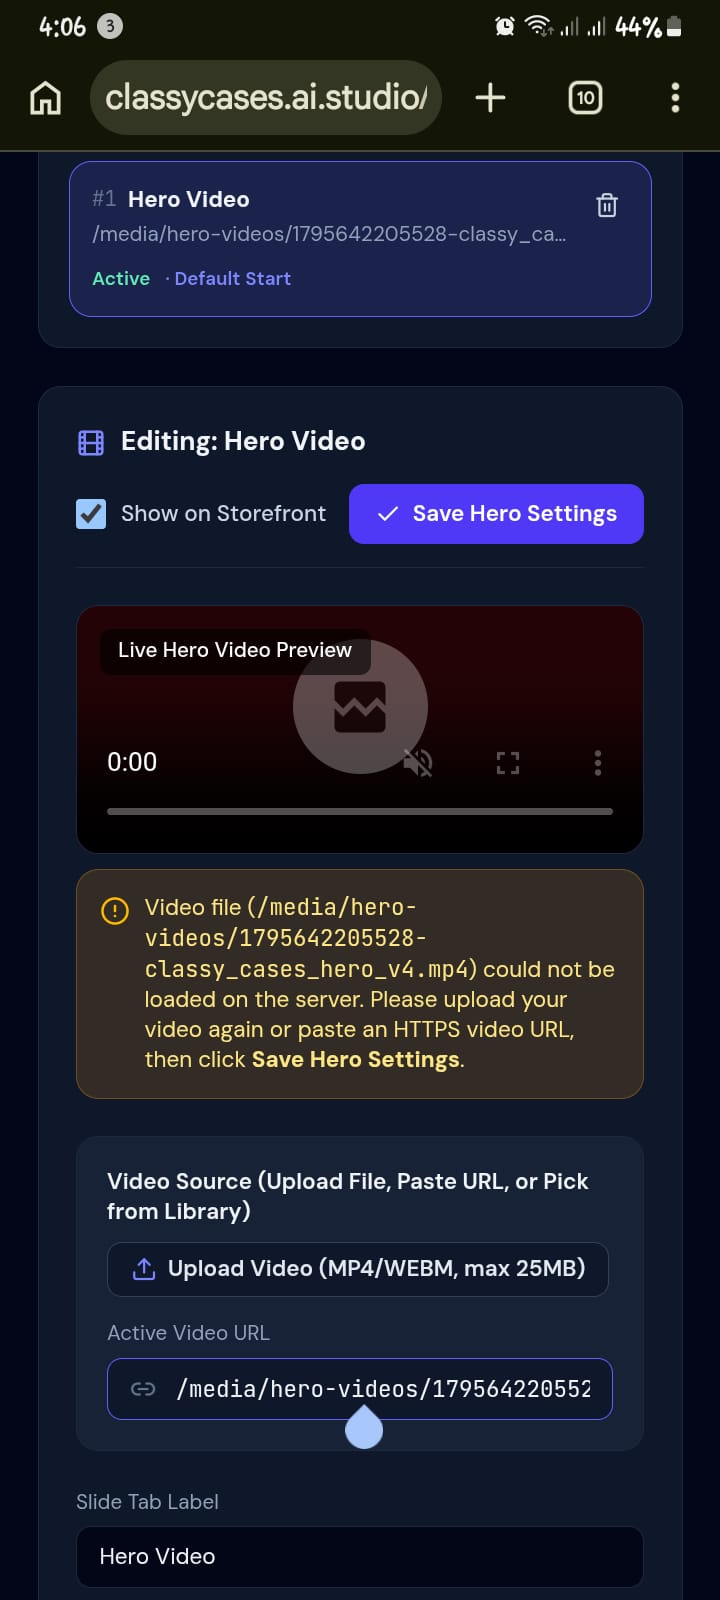 4:06 3 44%
classycases.ai.studio/ 10
#1 Hero Video
/media/hero-videos/1795642205528-classy_ca...
Active · Default Start
Editing: Hero Video
Show on Storefront Save Hero Settings
Live Hero Video Preview
0:00
Video file (/media/hero-
videos/1795642205528-
classy_cases_hero_v4.mp4) could not be
loaded on the server. Please upload your
video again or paste an HTTPS video URL,
then click Save Hero Settings.
Video Source (Upload File, Paste URL, or Pick
from Library)
Upload Video (MP4/WEBM, max 25MB)
Active Video URL
/media/hero-videos/179564220552
Slide Tab Label
Hero Video